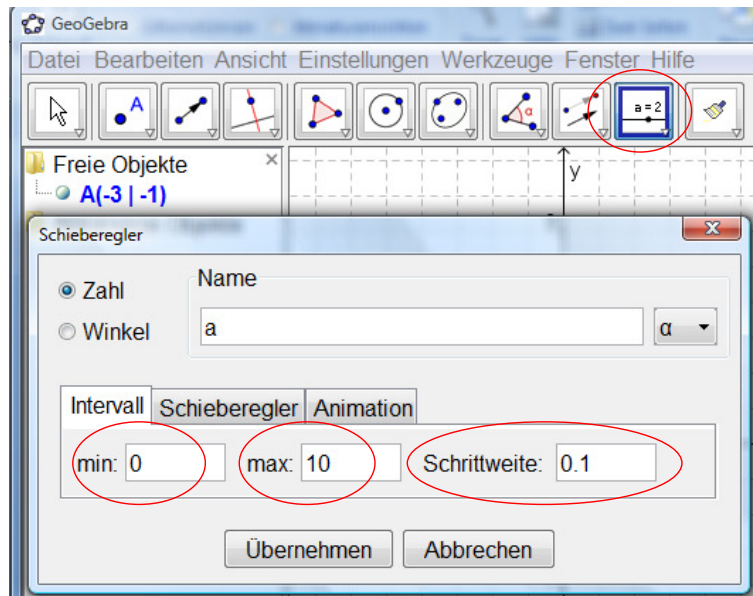 GeoGebra
Datei Bearbeiten Ansicht Einstellungen Werkzeuge Fenster Hilfe
A α a = 2
Freie Objekte
A(-3 | -1)
y
Schieberegler
Zahl
Name
Winkel
a
α
Intervall Schieberegler Animation
min: 0 max: 10 Schrittweite: 0.1
Übernehmen Abbrechen